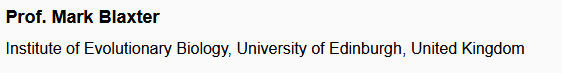 Prof. Mark Blaxter
Institute of Evolutionary Biology, University of Edinburgh, United Kingdom